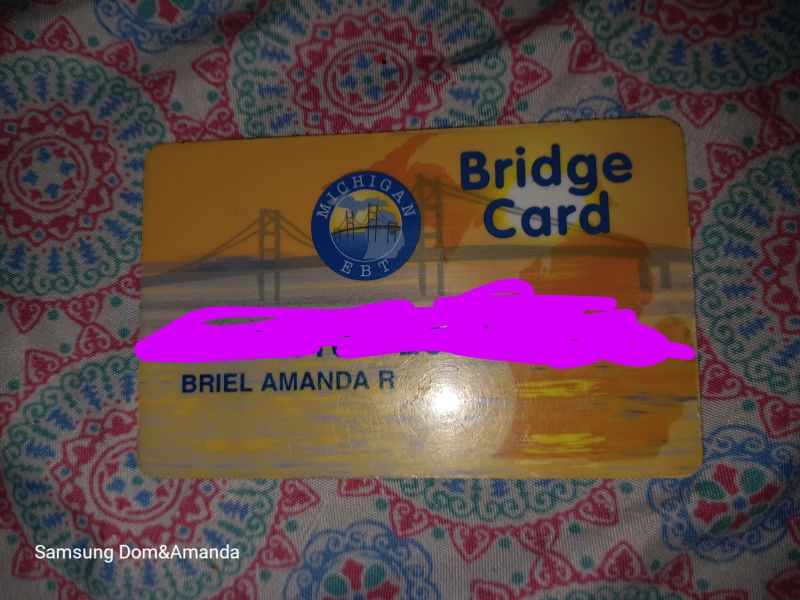 Bridge
Card
MICHIGAN
EBT
BRIEL AMANDA R
Samsung Dom&Amanda